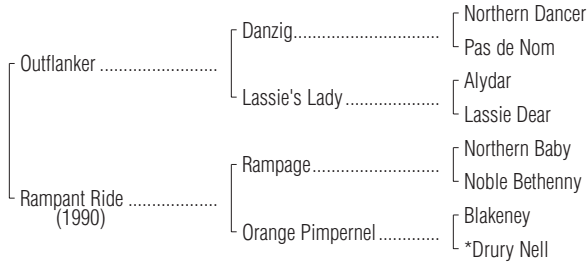 Northern Dancer
Danzig
Pas de Nom
Outflanker
Alydar
Lassie's Lady
Lassie Dear
Northern Baby
Rampage
Noble Bethenny
Rampant Ride
(1990)
Blakeney
Orange Pimpernel
*Drury Nell